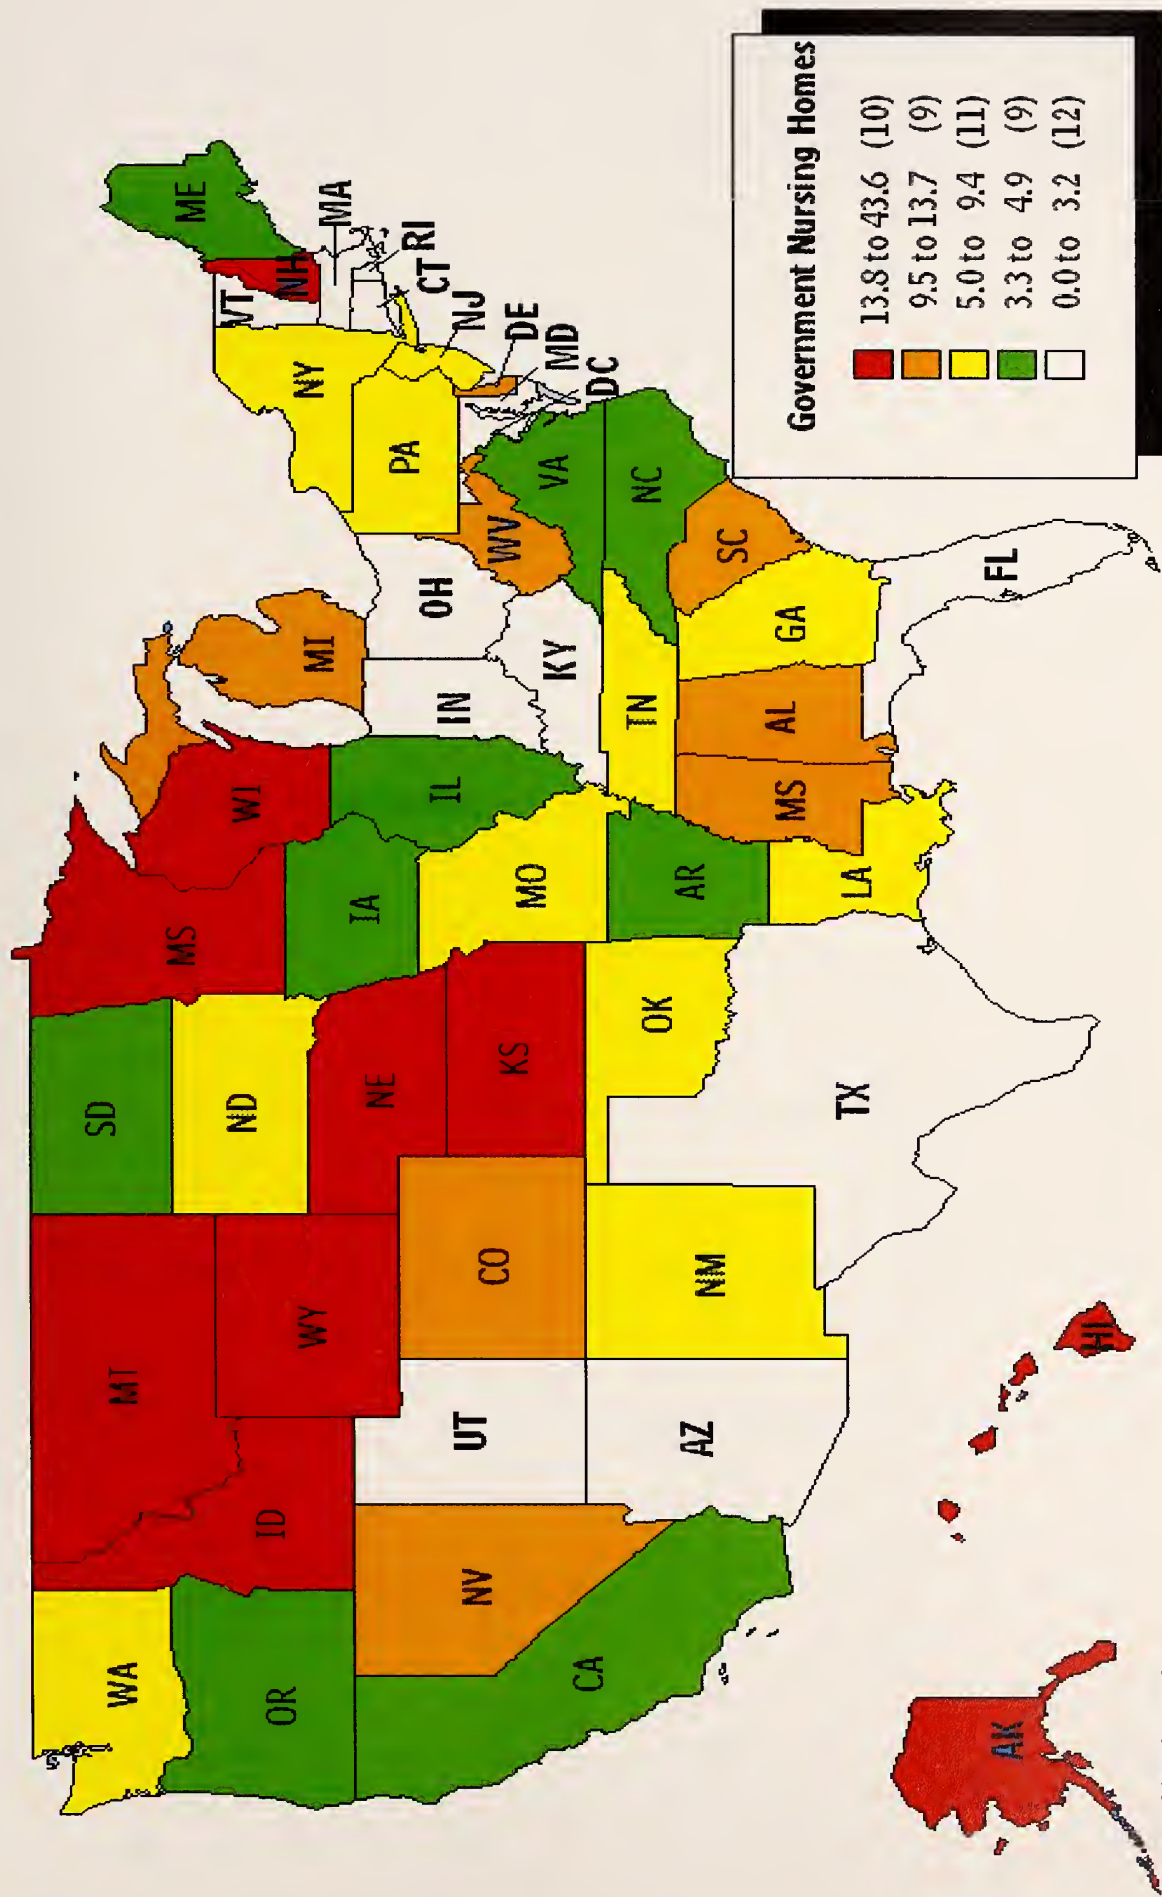 WA
MT
SD
MS
WI
MI
NY
VT
NH
ME
MA
RI
CT
NJ
DE
MD
DC
OR
ID
WY
ND
NE
IA
IL
IN
OH
PA
WV
VA
NV
UT
CO
KS
MO
KY
NC
CA
AZ
NM
OK
AR
TN
SC
TX
LA
MS
AL
GA
FL
AK
HI
Government Nursing Homes
13.8 to 43.6 (10)
9.5 to 13.7 (9)
5.0 to 9.4 (11)
3.3 to 4.9 (9)
0.0 to 3.2 (12)